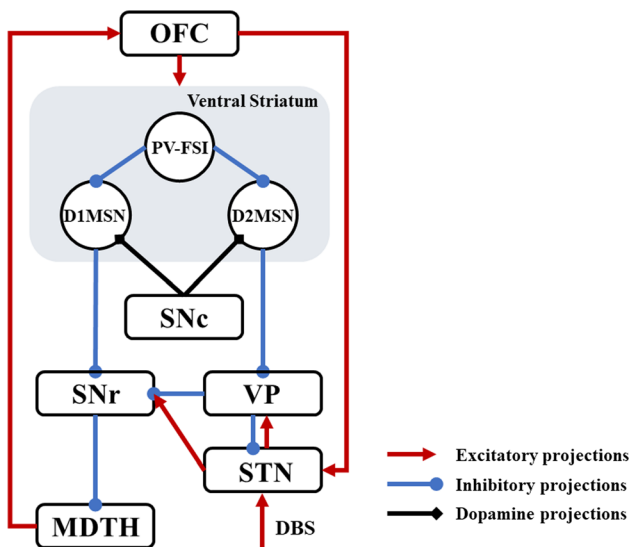 OFC
Ventral Striatum
PV-FSI
D1MSN
D2MSN
SNc
SNr
VP
STN
MDTH
DBS
Excitatory projections
Inhibitory projections
Dopamine projections